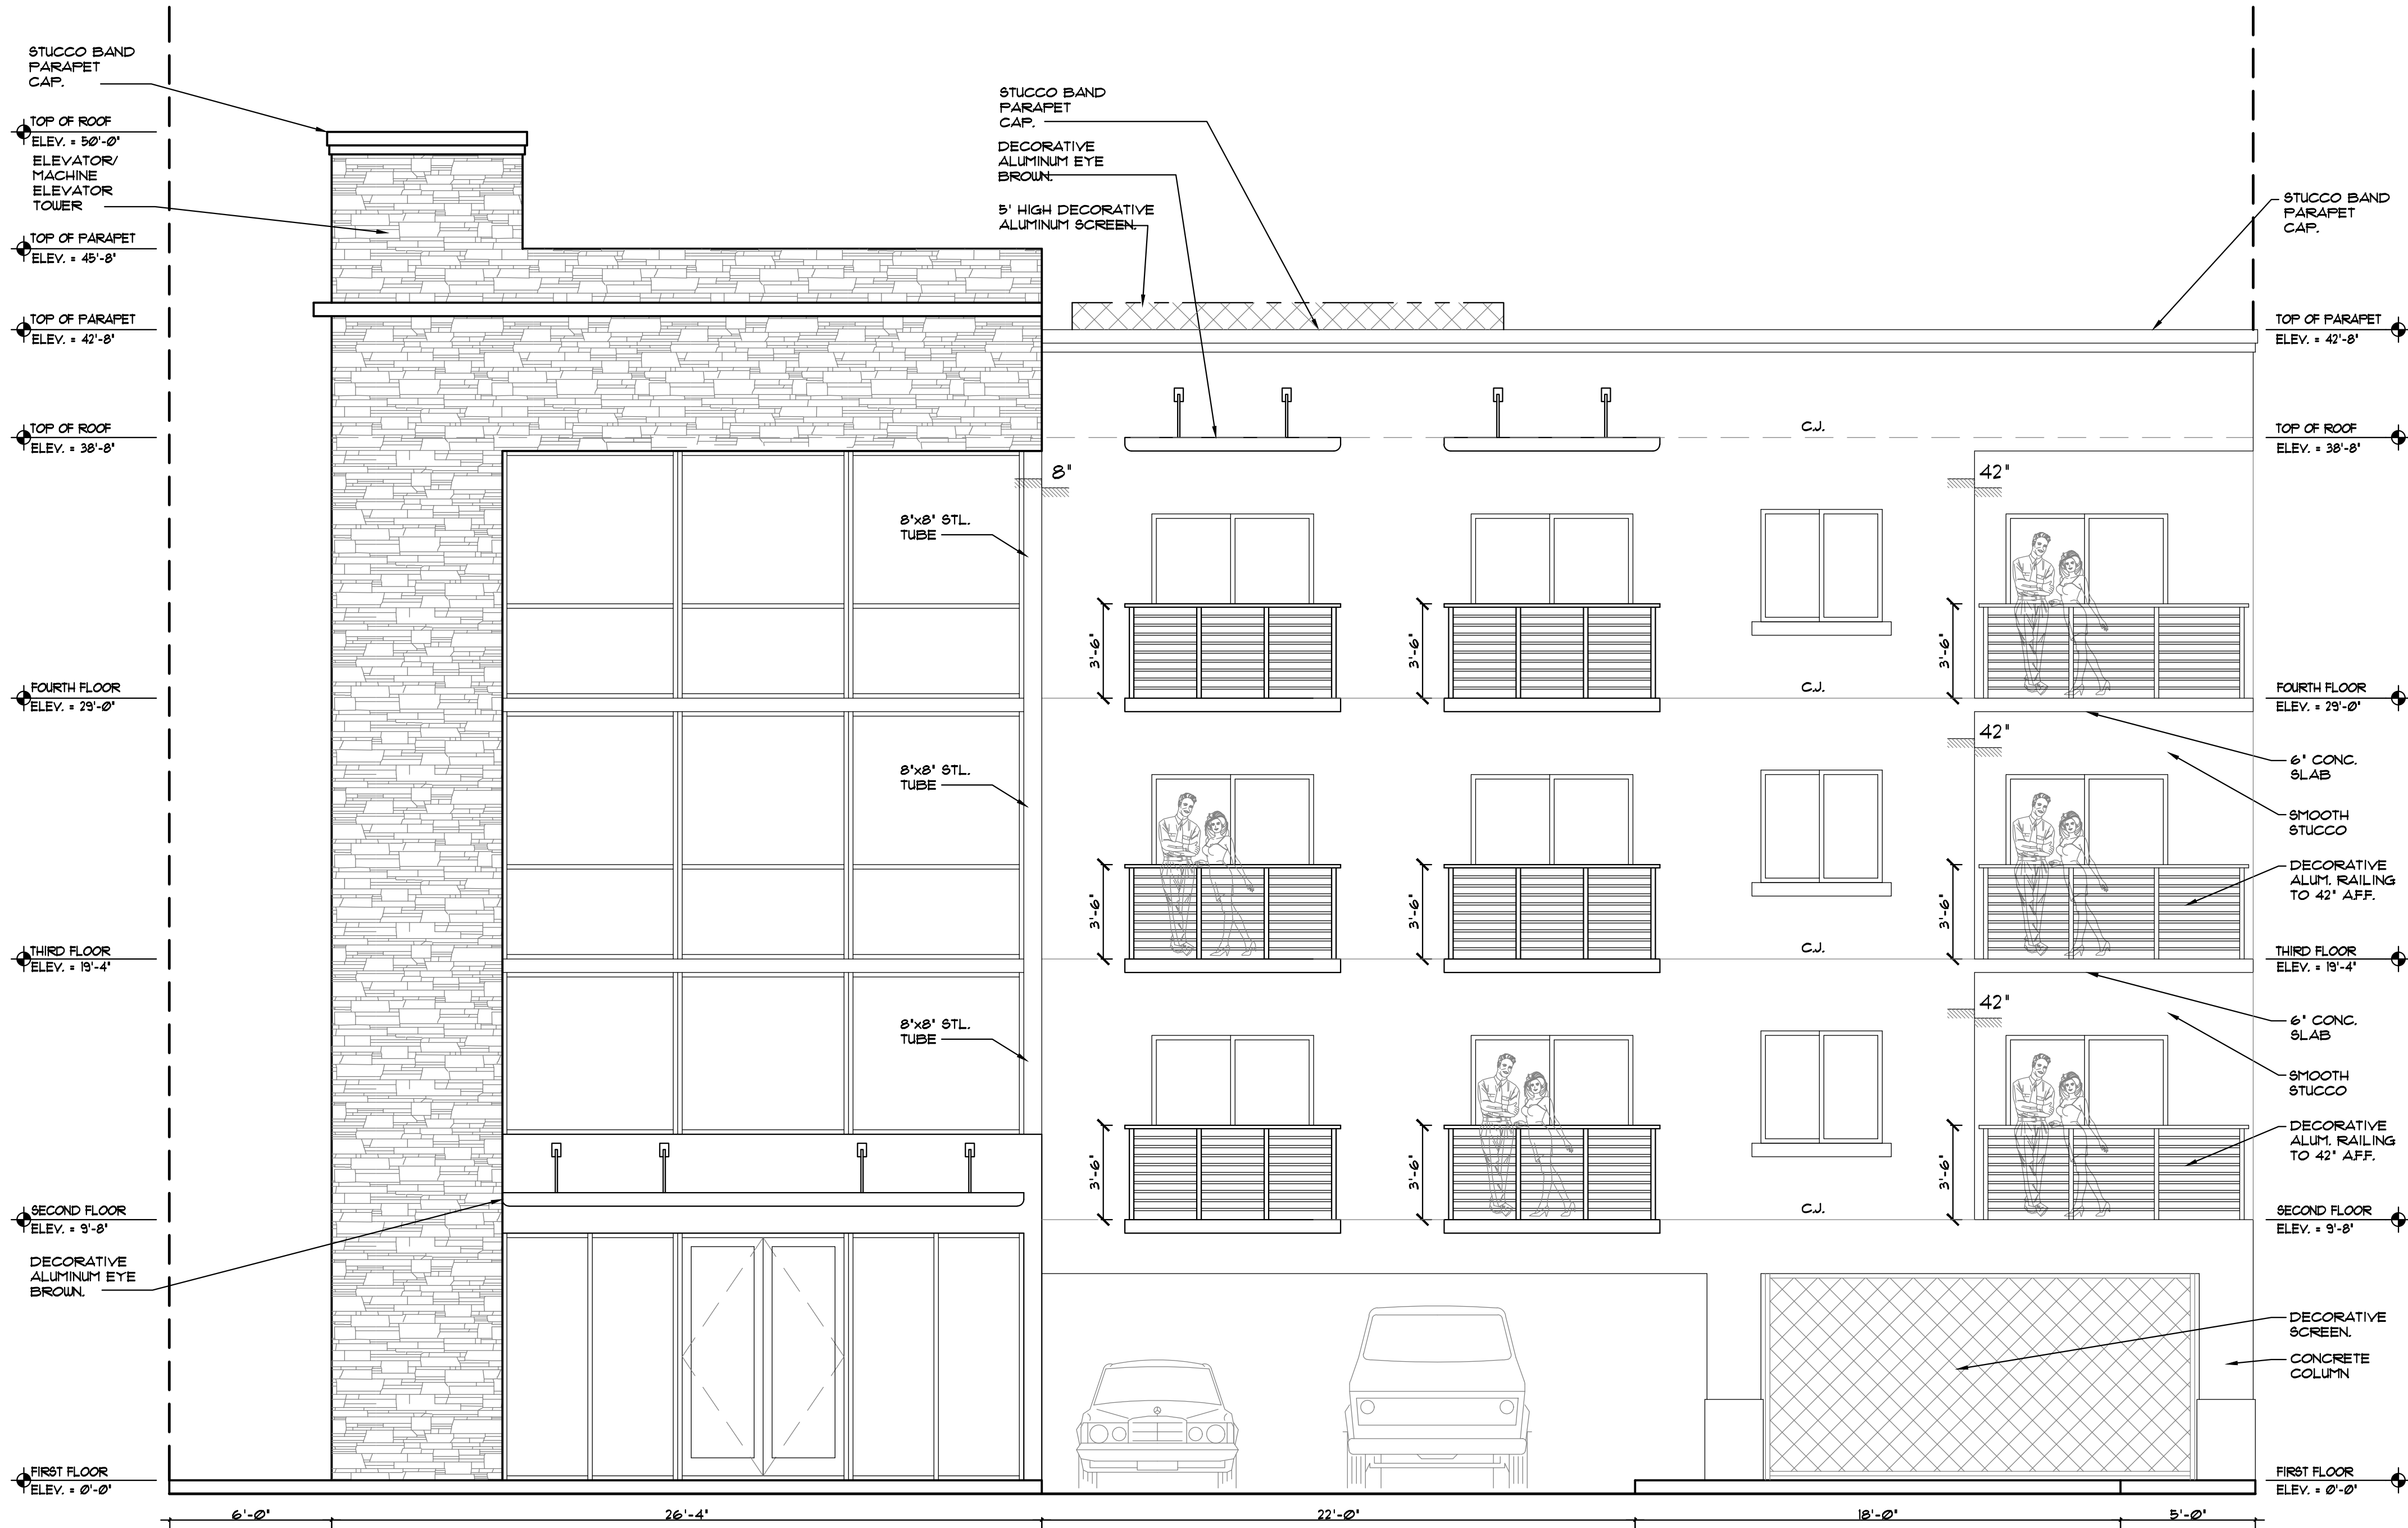 STUCCO BAND
PARAPET
CAP.
TOP OF ROOF
ELEV. = 50'-0"
ELEVATOR/
MACHINE
ELEVATOR
TOWER
TOP OF PARAPET
ELEV. = 45'-8"
TOP OF PARAPET
ELEV. = 42'-8"
TOP OF ROOF
ELEV. = 38'-8"
FOURTH FLOOR
ELEV. = 29'-0"
THIRD FLOOR
ELEV. = 19'-4"
SECOND FLOOR
ELEV. = 9'-8"
DECORATIVE
ALUMINUM EYE
BROWN.
FIRST FLOOR
ELEV. = 0'-0"
STUCCO BAND
PARAPET
CAP.
DECORATIVE
ALUMINUM EYE
BROWN.
5' HIGH DECORATIVE
ALUMINUM SCREEN.
8"
8"x8" STL.
TUBE
8"x8" STL.
TUBE
8"x8" STL.
TUBE
C.J.
C.J.
C.J.
C.J.
42"
42"
42"
3'-6"
3'-6"
3'-6"
3'-6"
3'-6"
3'-6"
3'-6"
3'-6"
3'-6"
STUCCO BAND
PARAPET
CAP.
TOP OF PARAPET
ELEV. = 42'-8"
TOP OF ROOF
ELEV. = 38'-8"
FOURTH FLOOR
ELEV. = 29'-0"
6" CONC.
SLAB
SMOOTH
STUCCO
DECORATIVE
ALUM. RAILING
TO 42" A.F.F.
THIRD FLOOR
ELEV. = 19'-4"
6" CONC.
SLAB
SMOOTH
STUCCO
DECORATIVE
ALUM. RAILING
TO 42" A.F.F.
SECOND FLOOR
ELEV. = 9'-8"
DECORATIVE
SCREEN.
CONCRETE
COLUMN
FIRST FLOOR
ELEV. = 0'-0"
6'-0"
26'-4"
22'-0"
18'-0"
5'-0"